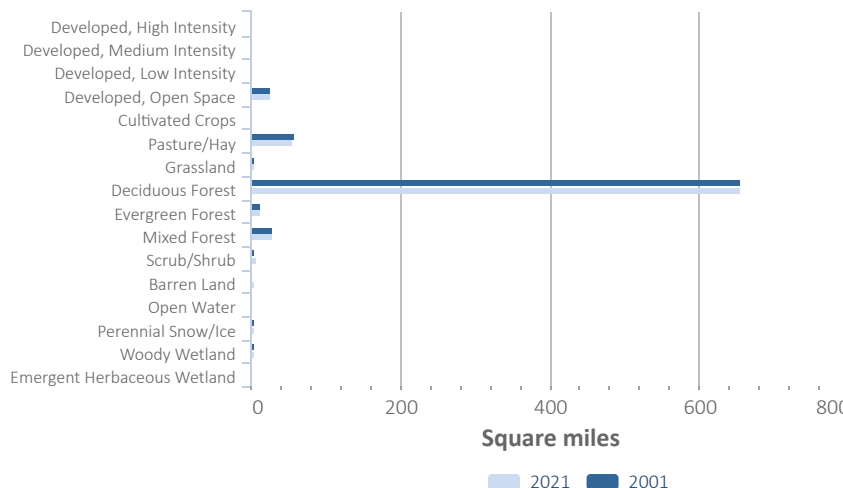 Developed, High Intensity
Developed, Medium Intensity
Developed, Low Intensity
Developed, Open Space
Cultivated Crops
Pasture/Hay
Grassland
Deciduous Forest
Evergreen Forest
Mixed Forest
Scrub/Shrub
Barren Land
Open Water
Perennial Snow/Ice
Woody Wetland
Emergent Herbaceous Wetland
0 200 400 600 800
Square miles
2021 2001